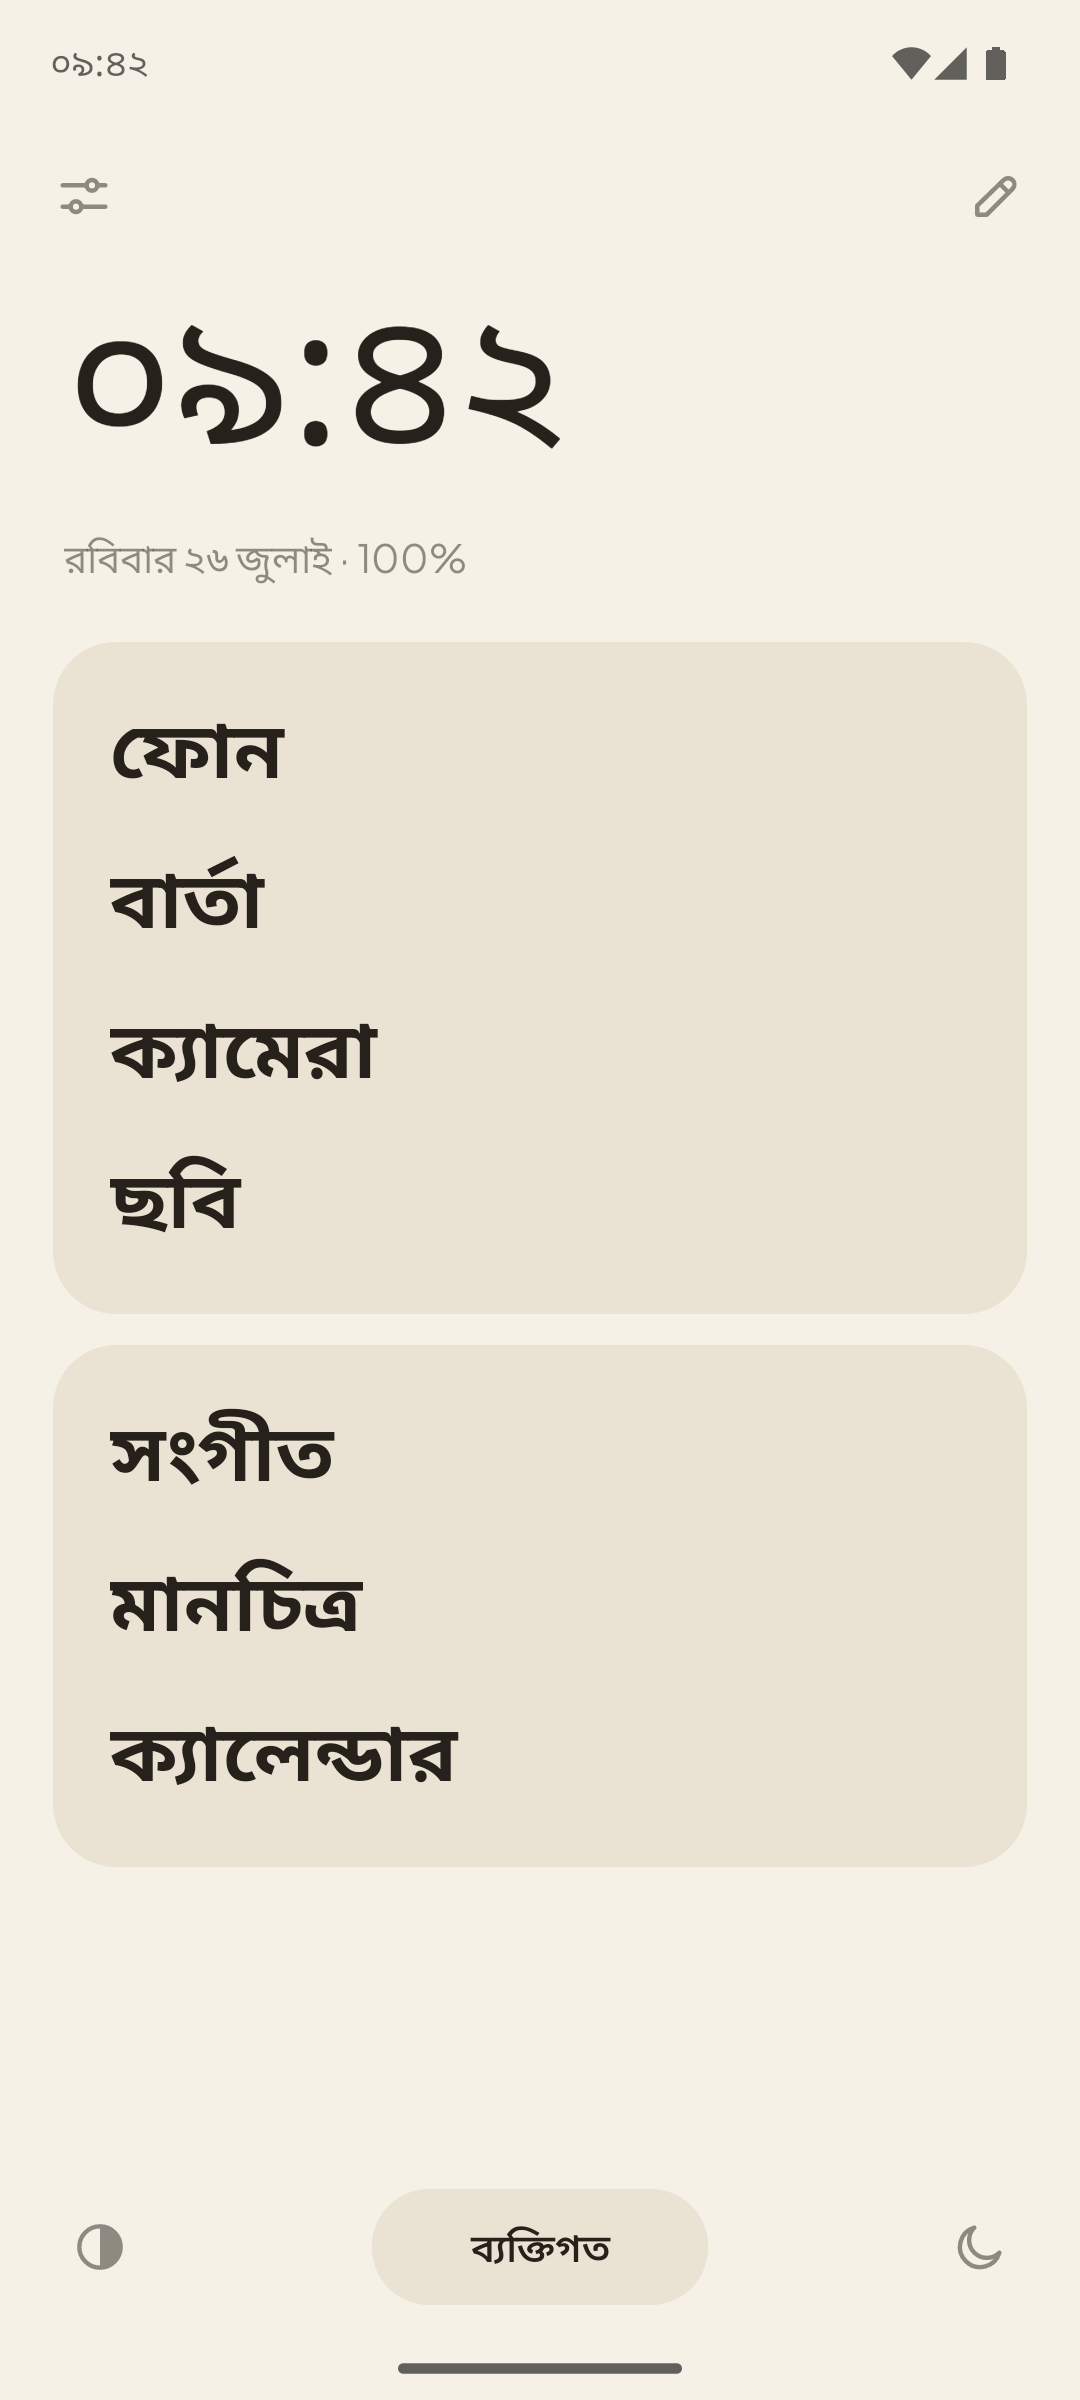 ০৯:৪২
০৯:৪২
রবিবার ২৬ জুলাই · 100%
ফোন
বার্তা
ক্যামেরা
ছবি
সংগীত
মানচিত্র
ক্যালেন্ডার
ব্যক্তিগত